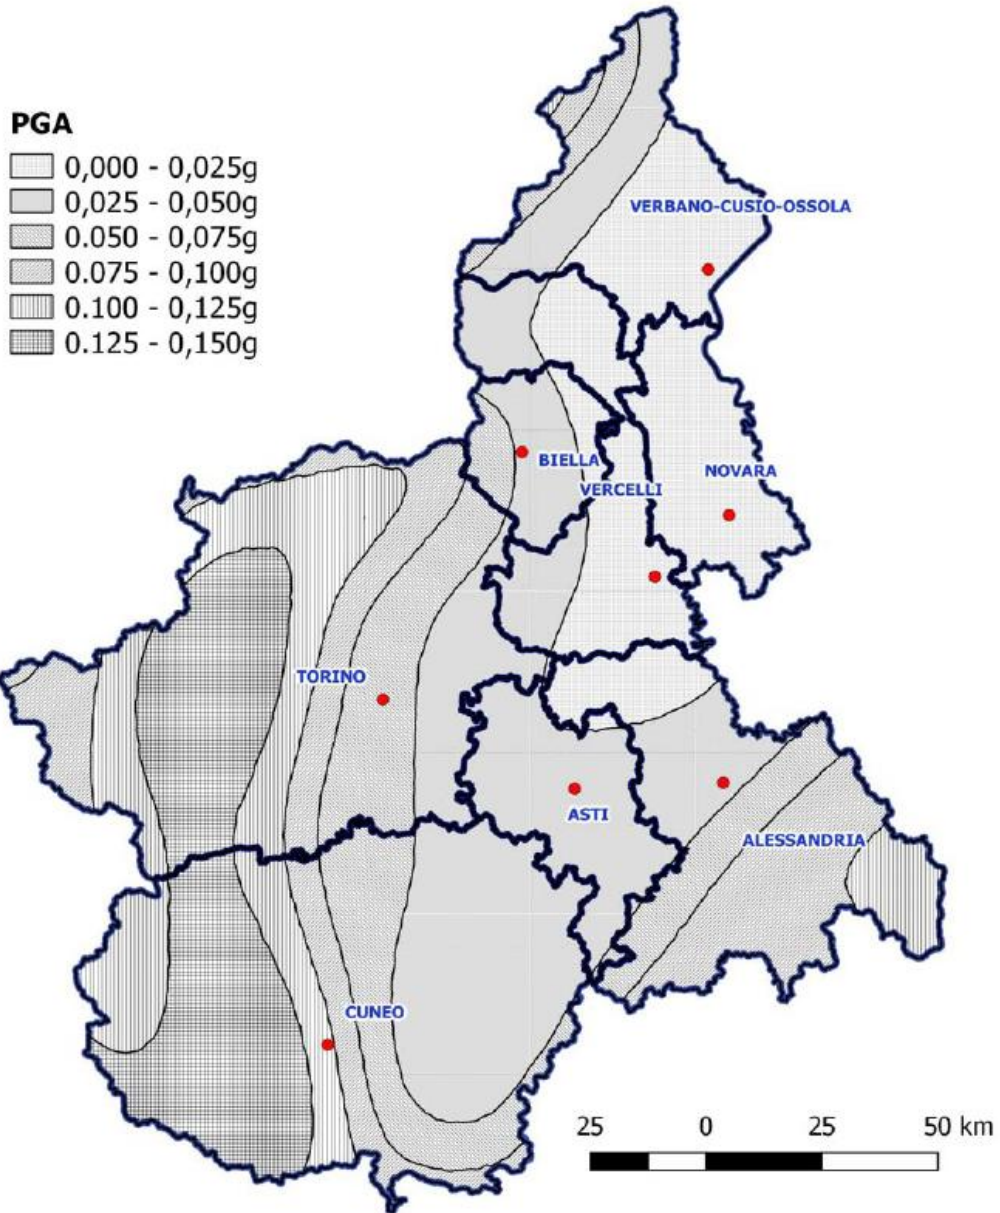 PGA
0,000 - 0,025g
0,025 - 0,050g
0.050 - 0,075g
0.075 - 0,100g
0.100 - 0,125g
0.125 - 0,150g
VERBANO-CUSIO-OSSOLA
BIELLA
NOVARA
VERCELLI
TORINO
ASTI
ALESSANDRIA
CUNEO
25 0 25 50 km